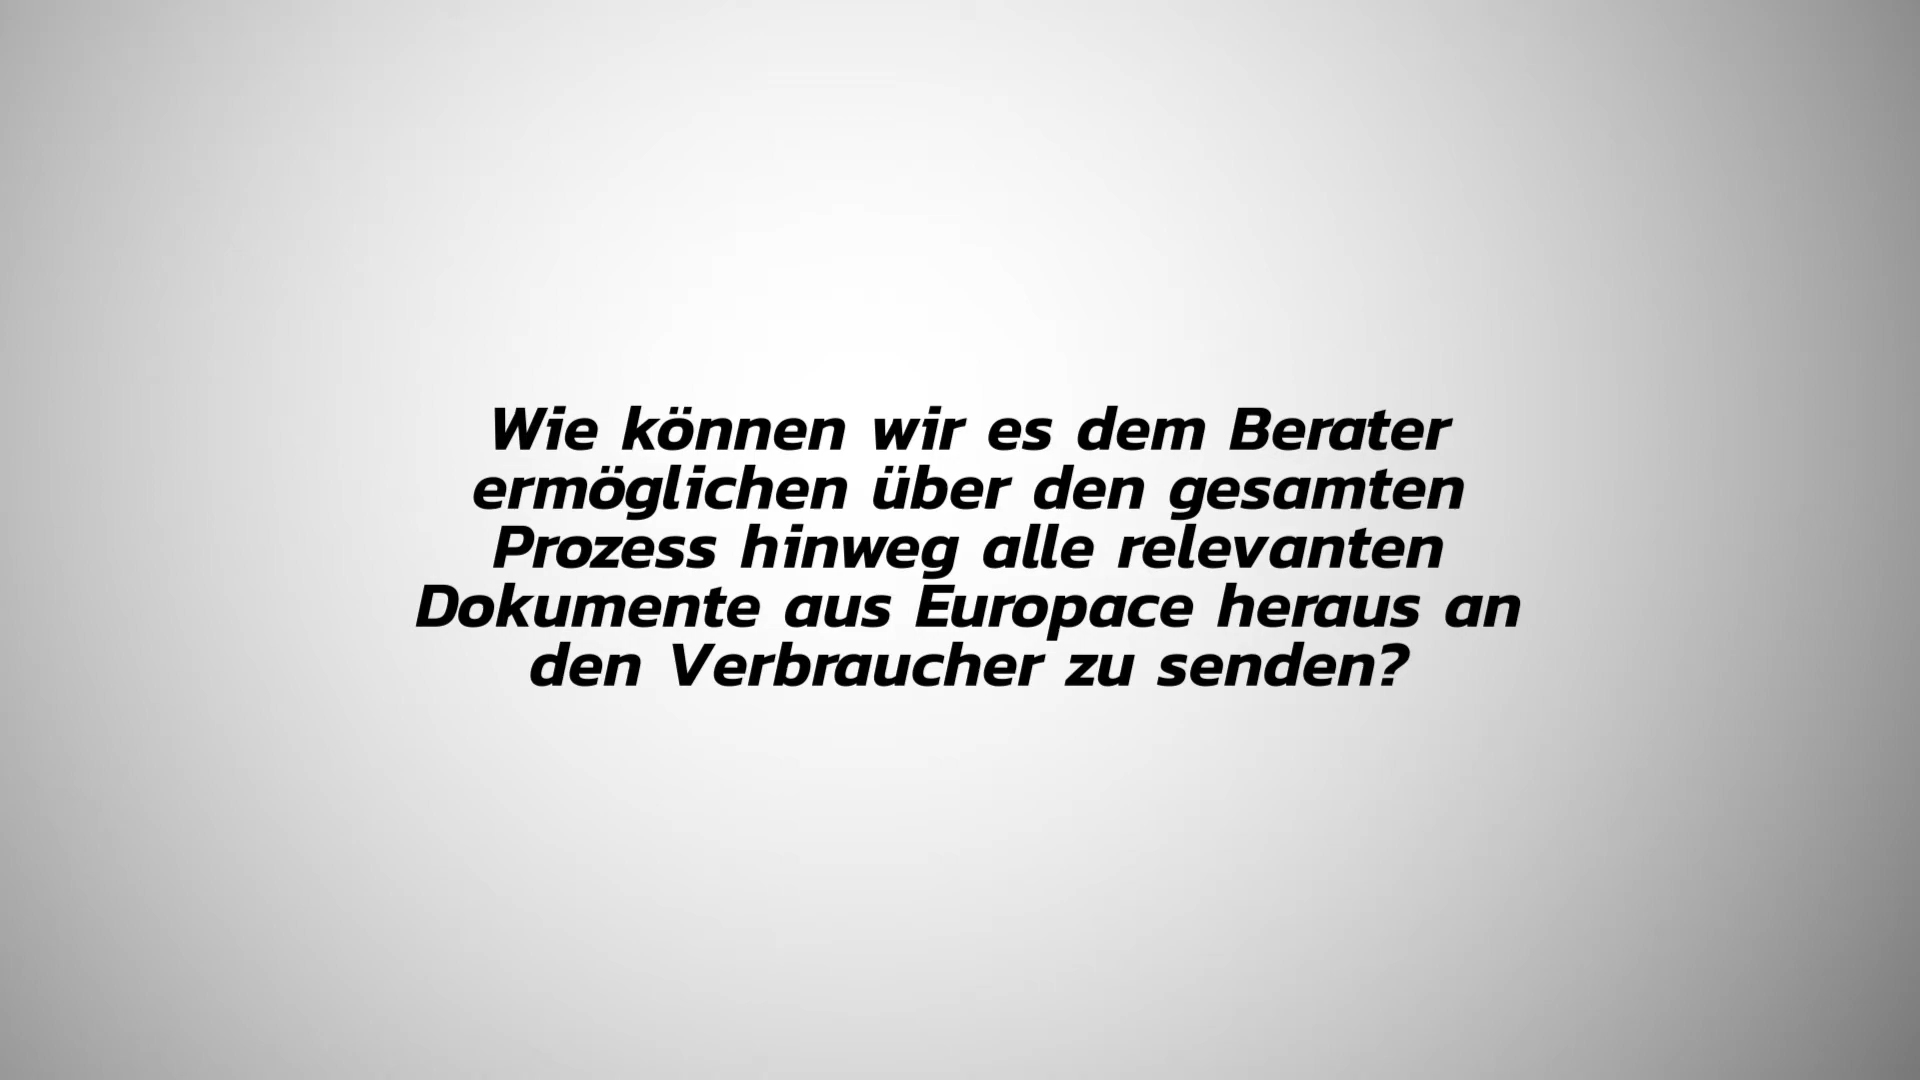 Wie können wir es dem Berater
ermöglichen über den gesamten
Prozess hinweg alle relevanten
Dokumente aus Europace heraus an
den Verbraucher zu senden?